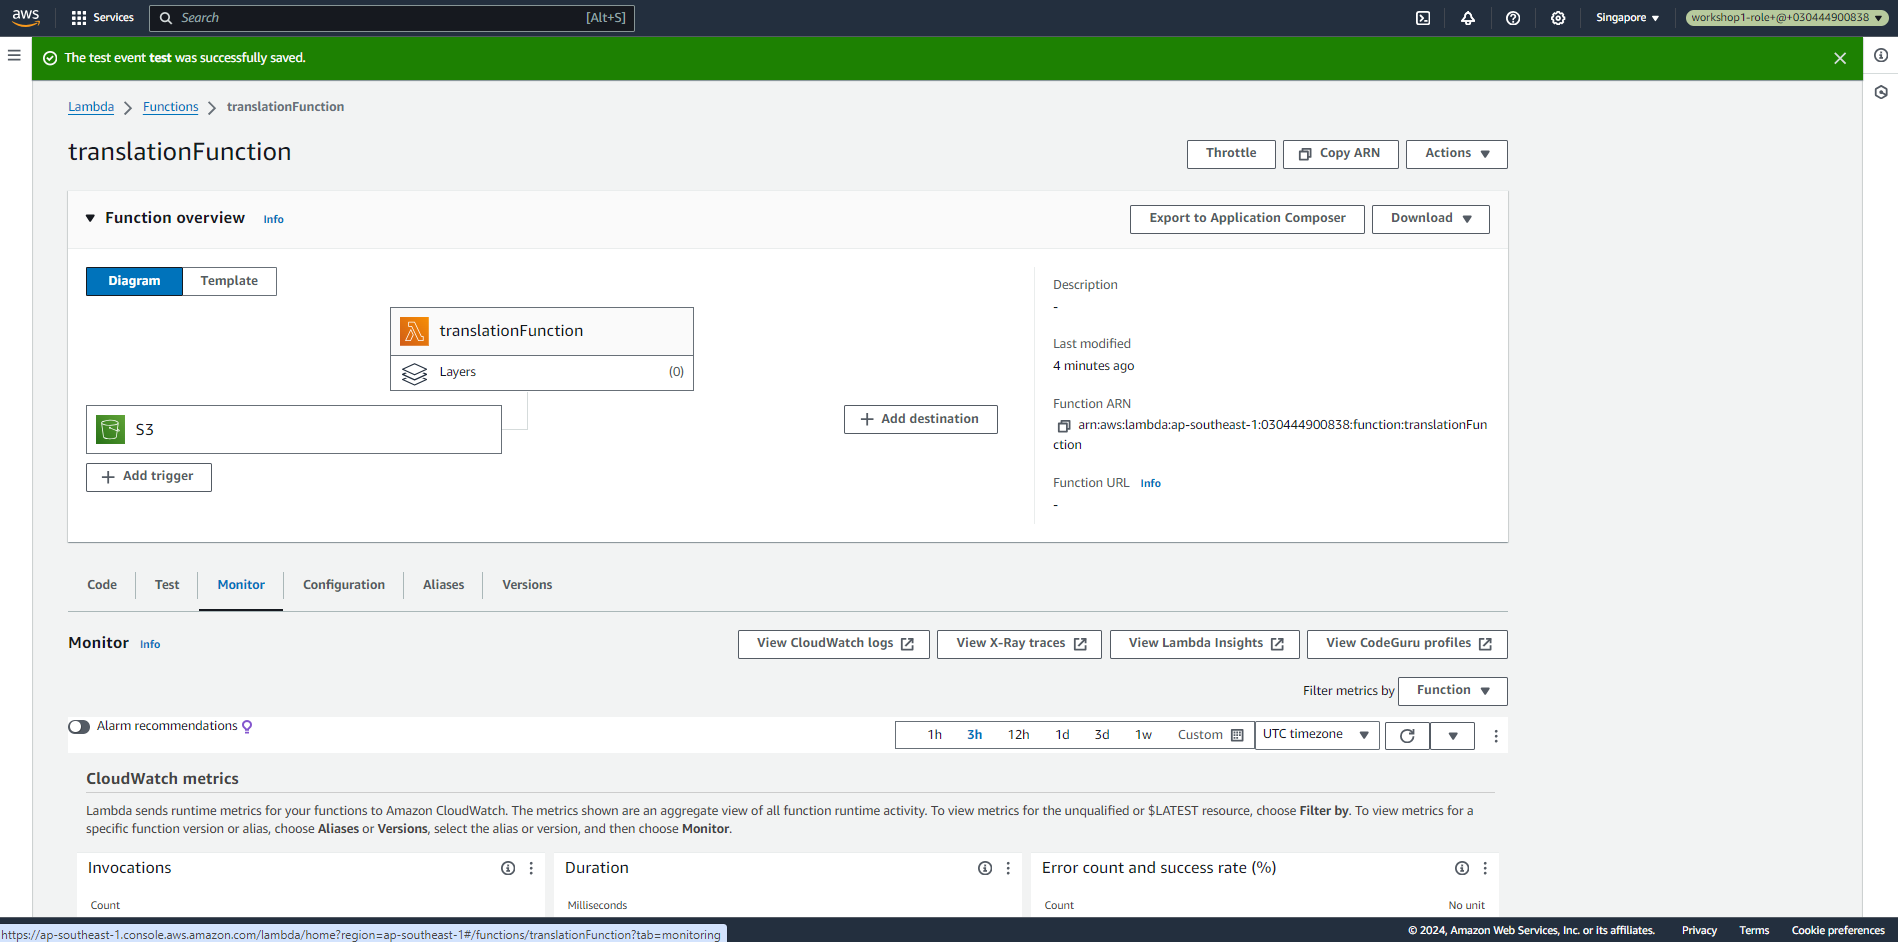 aws
Services
Search
[Alt+S]
Singapore
workshop1-role+@+030444900838
The test event test was successfully saved.
Lambda
Functions
translationFunction
translationFunction
Throttle
Copy ARN
Actions
Function overview
Info
Export to Application Composer
Download
Diagram
Template
translationFunction
Layers
(0)
S3
Add trigger
Add destination
Description
-
Last modified
4 minutes ago
Function ARN
arn:aws:lambda:ap-southeast-1:030444900838:function:translationFun
ction
Function URL Info
-
Code
Test
Monitor
Configuration
Aliases
Versions
Monitor
Info
View CloudWatch logs
View X-Ray traces
View Lambda Insights
View CodeGuru profiles
Filter metrics by
Function
Alarm recommendations
1h
3h
12h
1d
3d
1w
Custom
UTC timezone
CloudWatch metrics
Lambda sends runtime metrics for your functions to Amazon CloudWatch. The metrics shown are an aggregate view of all function runtime activity. To view metrics for the unqualified or $LATEST resource, choose Filter by. To view metrics for a
specific function version or alias, choose Aliases or Versions, select the alias or version, and then choose Monitor.
Invocations
Count
Duration
Milliseconds
Error count and success rate (%)
Count
No unit
https://ap-southeast-1.console.aws.amazon.com/lambda/home?region=ap-southeast-1#/functions/translationFunction?tab=monitoring
© 2024, Amazon Web Services, Inc. or its affiliates.
Privacy
Terms
Cookie preferences